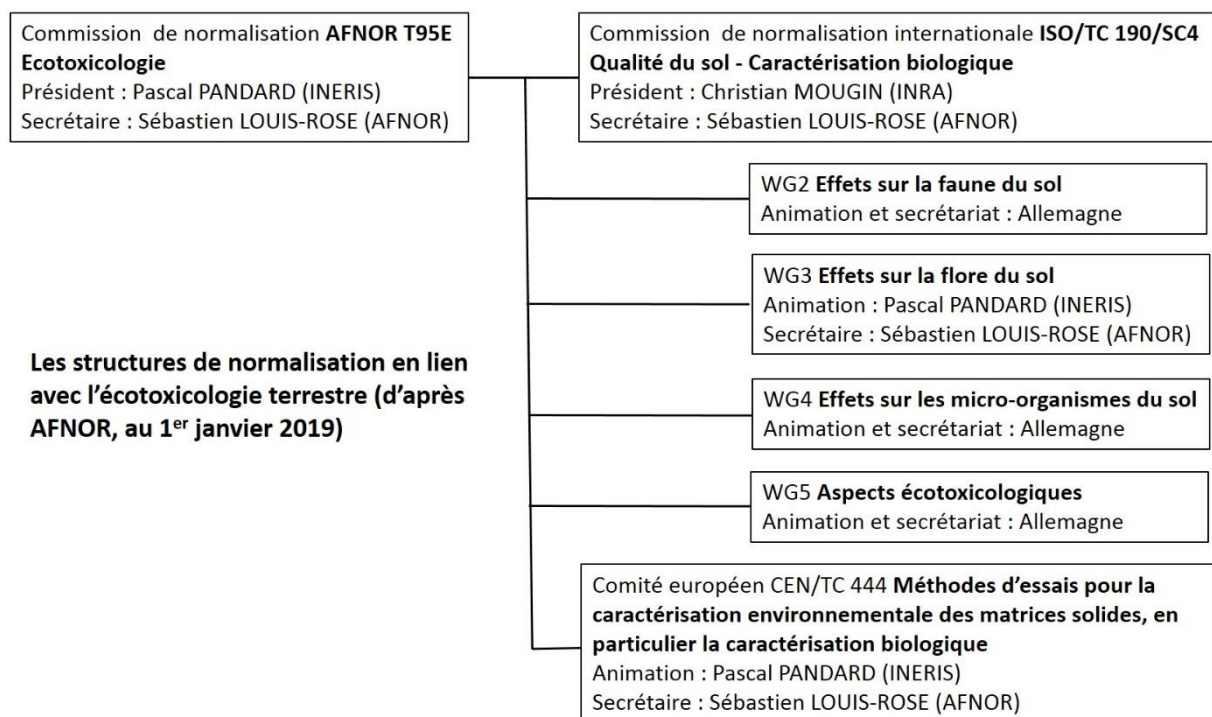 Commission de normalisation AFNOR T95E
Ecotoxicologie
Président : Pascal PANDARD (INERIS)
Secrétaire : Sébastien LOUIS-ROSE (AFNOR)
Commission de normalisation internationale ISO/TC 190/SC4
Qualité du sol - Caractérisation biologique
Président : Christian MOUGIN (INRA)
Secrétaire : Sébastien LOUIS-ROSE (AFNOR)
WG2 Effets sur la faune du sol
Animation et secrétariat : Allemagne
WG3 Effets sur la flore du sol
Animation : Pascal PANDARD (INERIS)
Secrétaire : Sébastien LOUIS-ROSE (AFNOR)
Les structures de normalisation en lien
avec l’écotoxicologie terrestre (d’après
AFNOR, au 1er janvier 2019)
WG4 Effets sur les micro-organismes du sol
Animation et secrétariat : Allemagne
WG5 Aspects écotoxicologiques
Animation et secrétariat : Allemagne
Comité européen CEN/TC 444 Méthodes d’essais pour la
caractérisation environnementale des matrices solides, en
particulier la caractérisation biologique
Animation : Pascal PANDARD (INERIS)
Secrétaire : Sébastien LOUIS-ROSE (AFNOR)